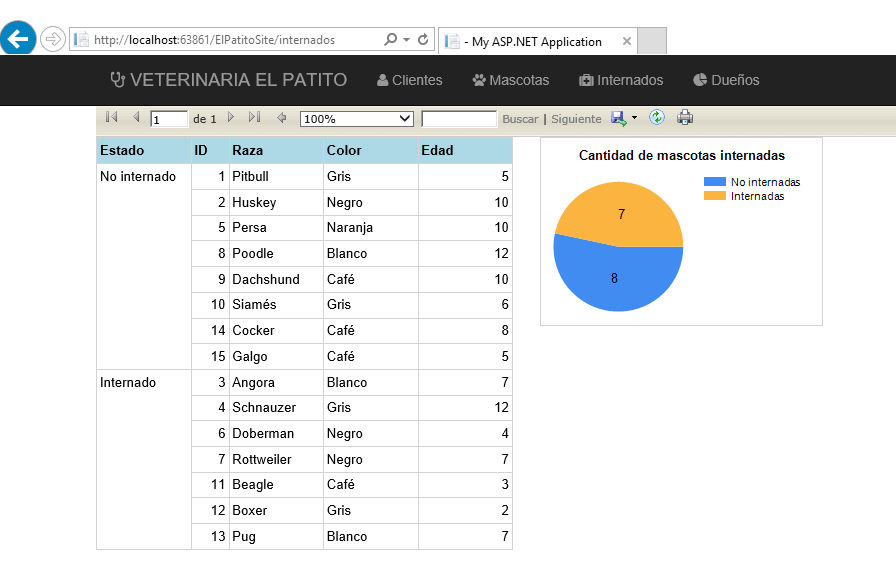 http://localhost:63861/ElPatitoSite/internados
- My ASP.NET Application
VETERINARIA EL PATITO Clientes Mascotas Internados Dueños
1 de 1 100% Buscar | Siguiente
Estado ID Raza Color Edad
No internado 1 Pitbull Gris 5
2 Huskey Negro 10
5 Persa Naranja 10
8 Poodle Blanco 12
9 Dachshund Café 10
10 Siamés Gris 6
14 Cocker Café 8
15 Galgo Café 5
Internado 3 Angora Blanco 7
4 Schnauzer Gris 12
6 Doberman Negro 4
7 Rottweiler Negro 7
11 Beagle Café 3
12 Boxer Gris 2
13 Pug Blanco 7
Cantidad de mascotas internadas
No internadas
Internadas
7
8